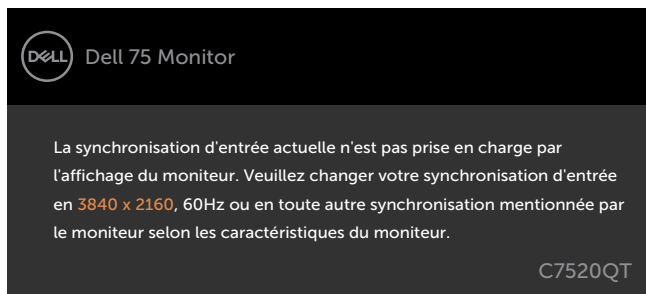 DELL
Dell 75 Monitor
La synchronisation d'entrée actuelle n'est pas prise en charge par
l'affichage du moniteur. Veuillez changer votre synchronisation d'entrée
en 3840 x 2160, 60Hz ou en toute autre synchronisation mentionnée par
le moniteur selon les caractéristiques du moniteur.
C7520QT